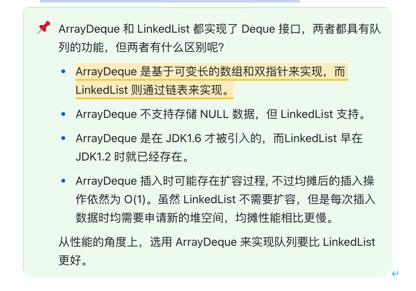 ArrayDeque 和 LinkedList 都实现了 Deque 接口，两者都具有队
列的功能，但两者有什么区别呢？
ArrayDeque 是基于可变长的数组和双指针来实现，而
LinkedList 则通过链表来实现。
ArrayDeque 不支持存储 NULL 数据，但 LinkedList 支持。
ArrayDeque 是在 JDK1.6 才被引入的，而LinkedList 早在
JDK1.2 时就已经存在。
ArrayDeque 插入时可能存在扩容过程, 不过均摊后的插入操
作依然为 O(1)。虽然 LinkedList 不需要扩容，但是每次插入
数据时均需要申请新的堆空间，均摊性能相比更慢。
从性能的角度上，选用 ArrayDeque 来实现队列要比 LinkedList
更好。